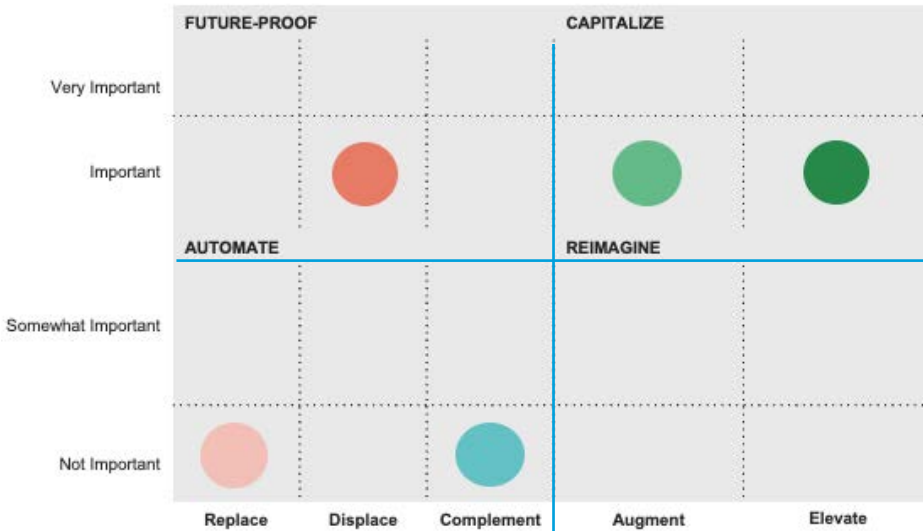 FUTURE-PROOF CAPITALIZE
Very Important
Important
AUTOMATE REIMAGINE
Somewhat Important
Not Important
Replace Displace Complement Augment Elevate